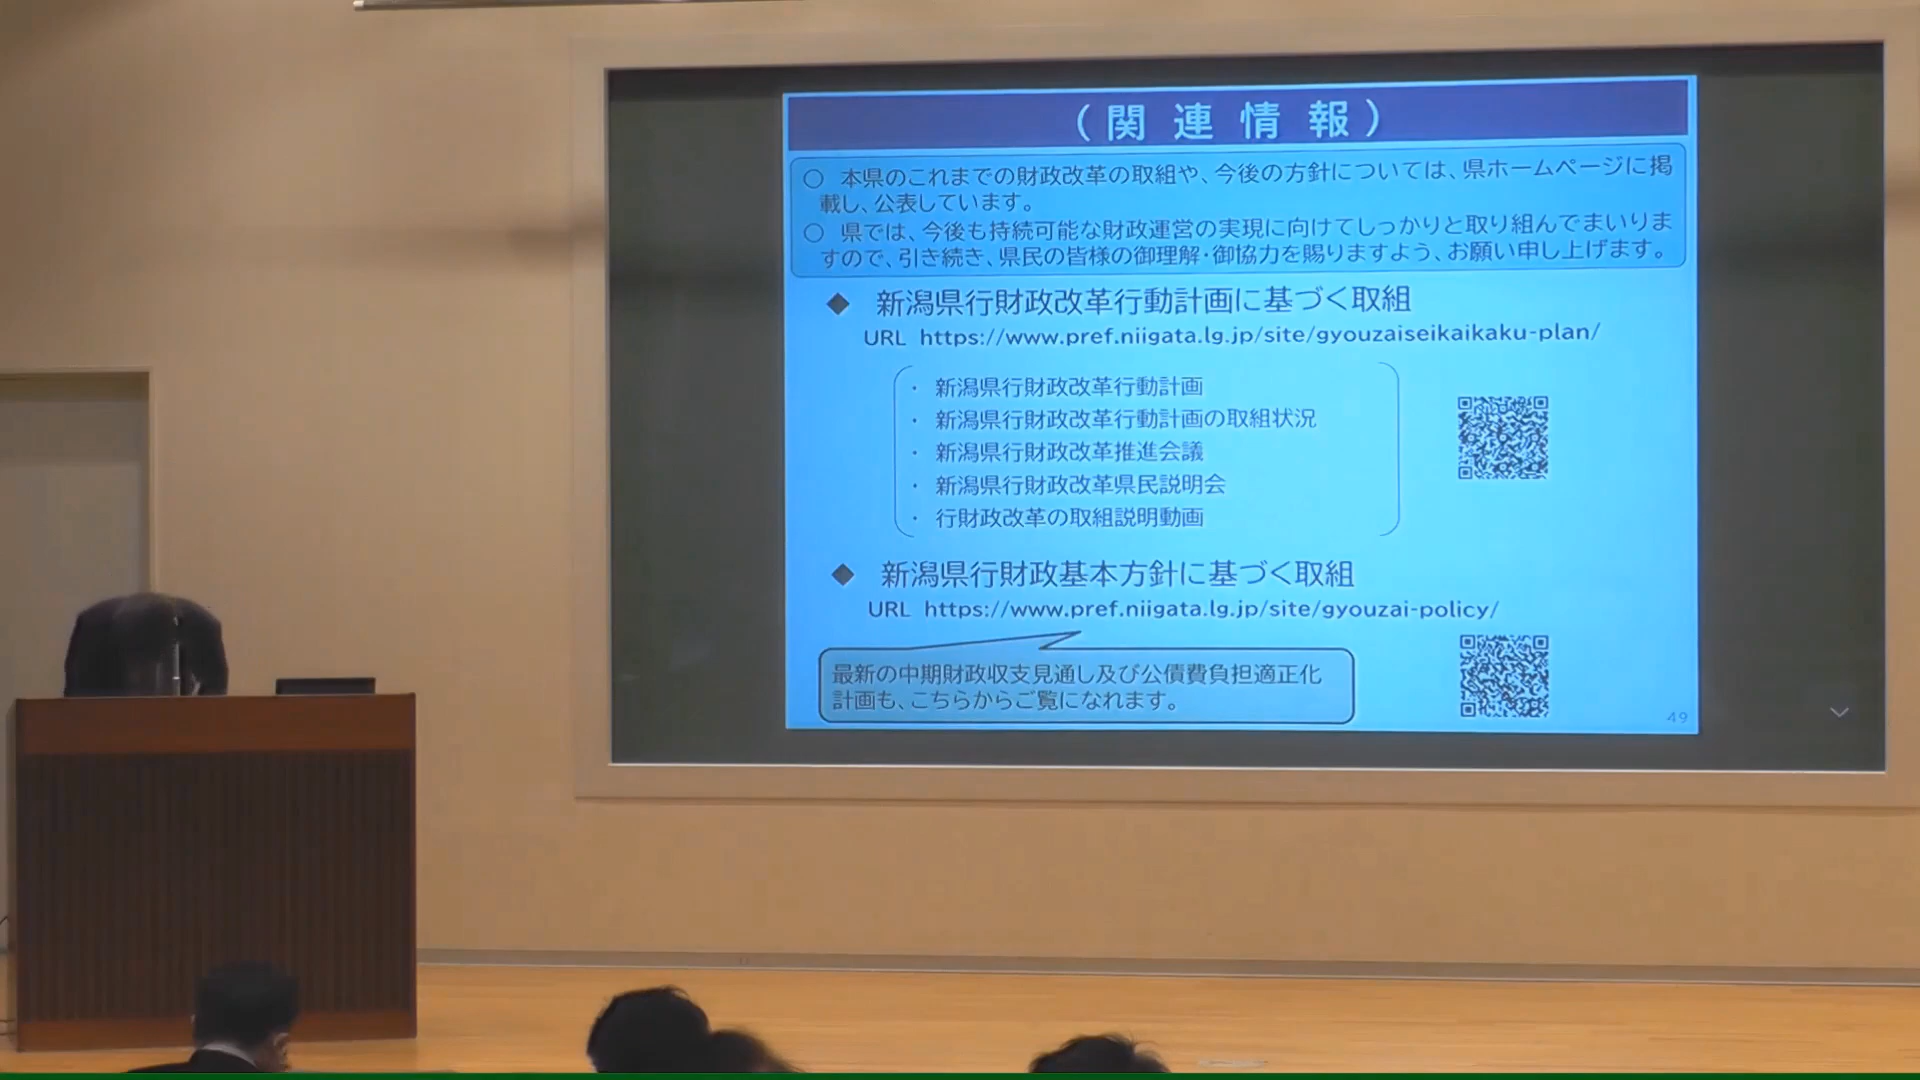 （関連情報）
○ 本県のこれまでの財政改革の取組や、今後の方針については、県ホームページに掲
載し、公表しています。
○ 県では、今後も持続可能な財政運営の実現に向けてしっかりと取り組んでまいりま
すので、引き続き、県民の皆様の御理解・御協力を賜りますよう、お願い申し上げます。
◆ 新潟県行財政改革行動計画に基づく取組
URL https://www.pref.niigata.lg.jp/site/gyouzaiseikaikaku-plan/
・ 新潟県行財政改革行動計画
・ 新潟県行財政改革行動計画の取組状況
・ 新潟県行財政改革推進会議
・ 新潟県行財政改革県民説明会
・ 行財政改革の取組説明動画
◆ 新潟県行財政基本方針に基づく取組
URL https://www.pref.niigata.lg.jp/site/gyouzai-policy/
最新の中期財政収支見通し及び公債費負担適正化
計画も、こちらからご覧になれます。
49